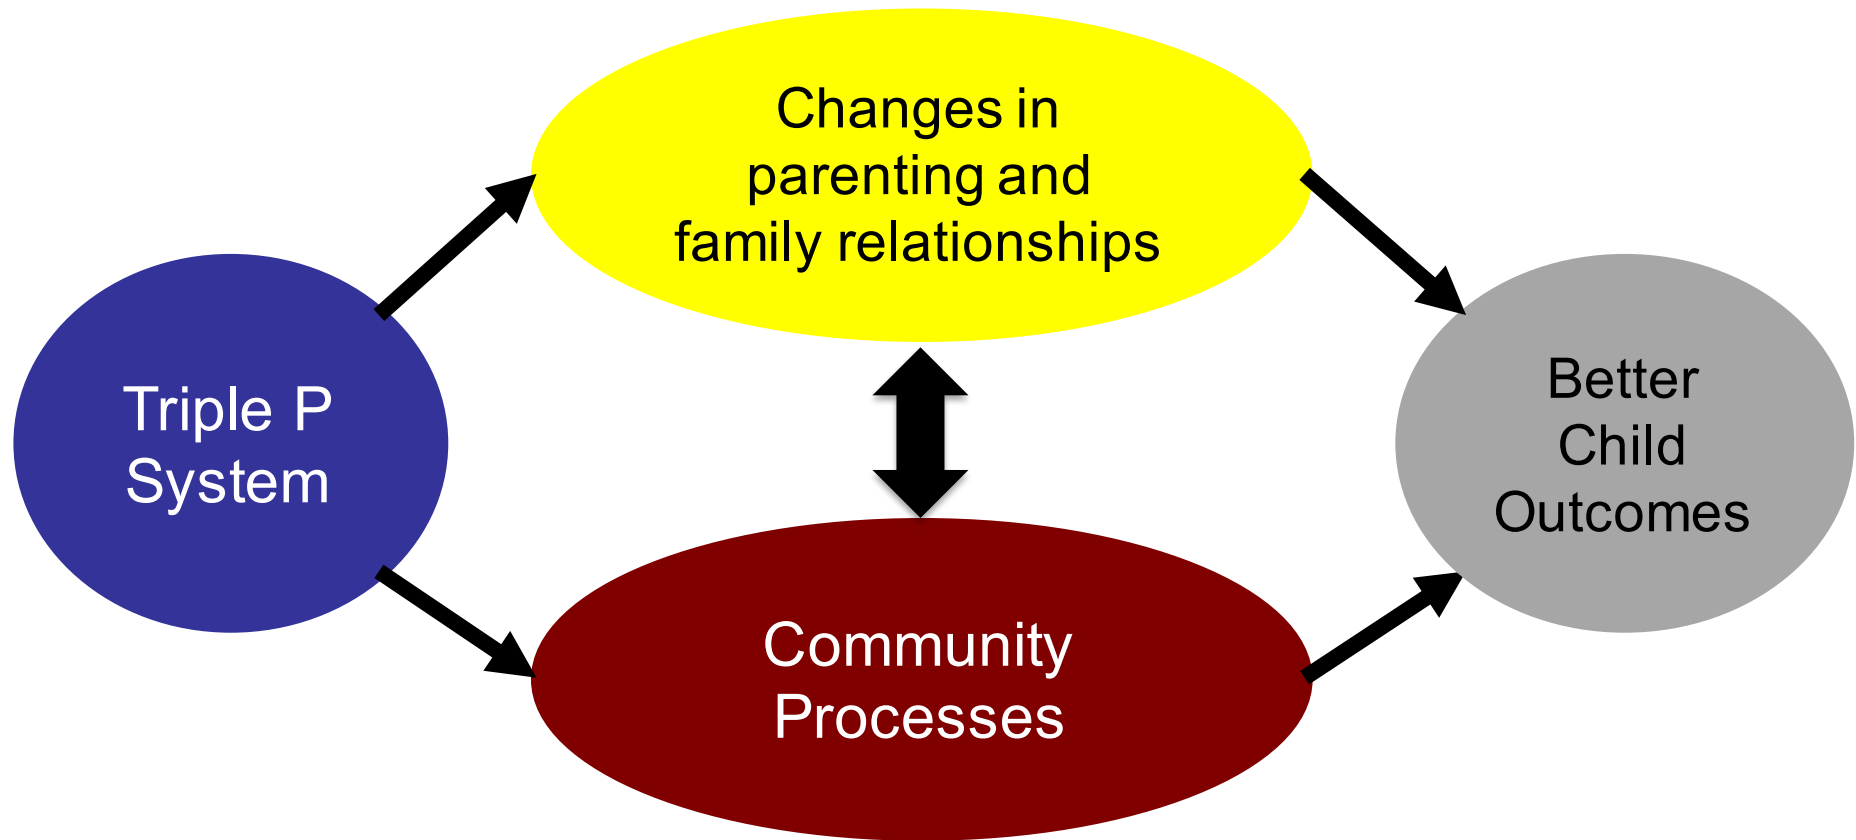 Changes in
parenting and
family relationships
Triple P
System
Better
Child
Outcomes
Community
Processes